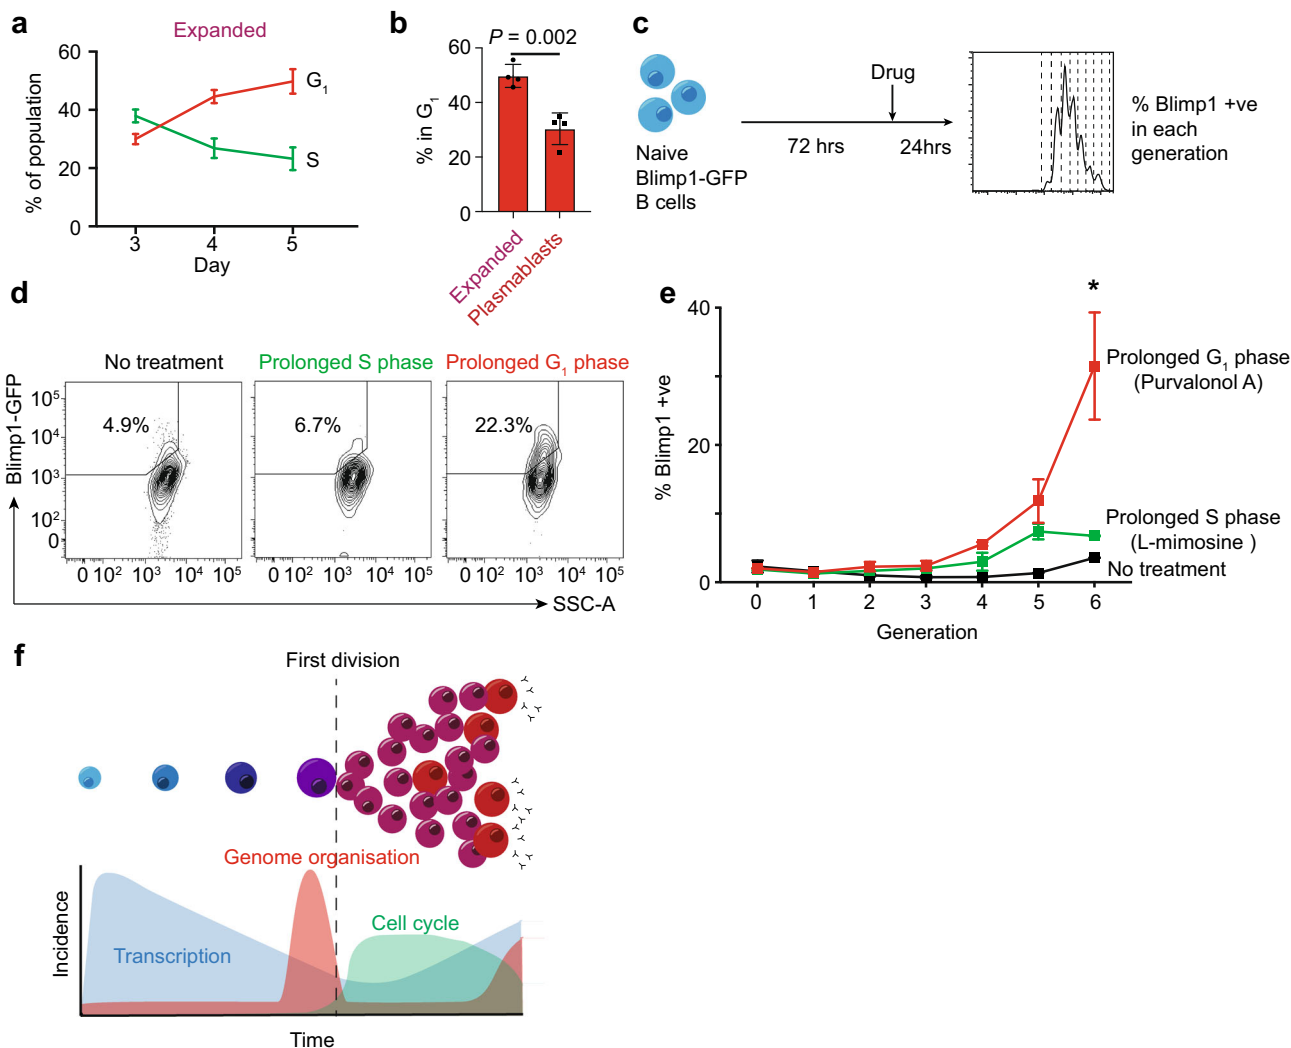 a
Expanded
% of population
60
40
20
0
3
4
5
Day
G1
S
b
P = 0.002
% in G1
60
40
20
0
Expanded
Plasmablasts
c
Naive
Blimp1-GFP
B cells
Drug
72 hrs
24hrs
% Blimp1 +ve
in each
generation
d
No treatment
Prolonged S phase
Prolonged G1 phase
Blimp1-GFP
10^5
10^4
10^3
10^2
0
4.9%
6.7%
22.3%
0 10^2 10^3 10^4 10^5
0 10^2 10^3 10^4 10^5
0 10^2 10^3 10^4 10^5
SSC-A
e
% Blimp1 +ve
40
20
0
*
Prolonged G1 phase
(Purvalonol A)
Prolonged S phase
(L-mimosine )
No treatment
0 1 2 3 4 5 6
Generation
f
First division
Genome organisation
Cell cycle
Transcription
Incidence
Time